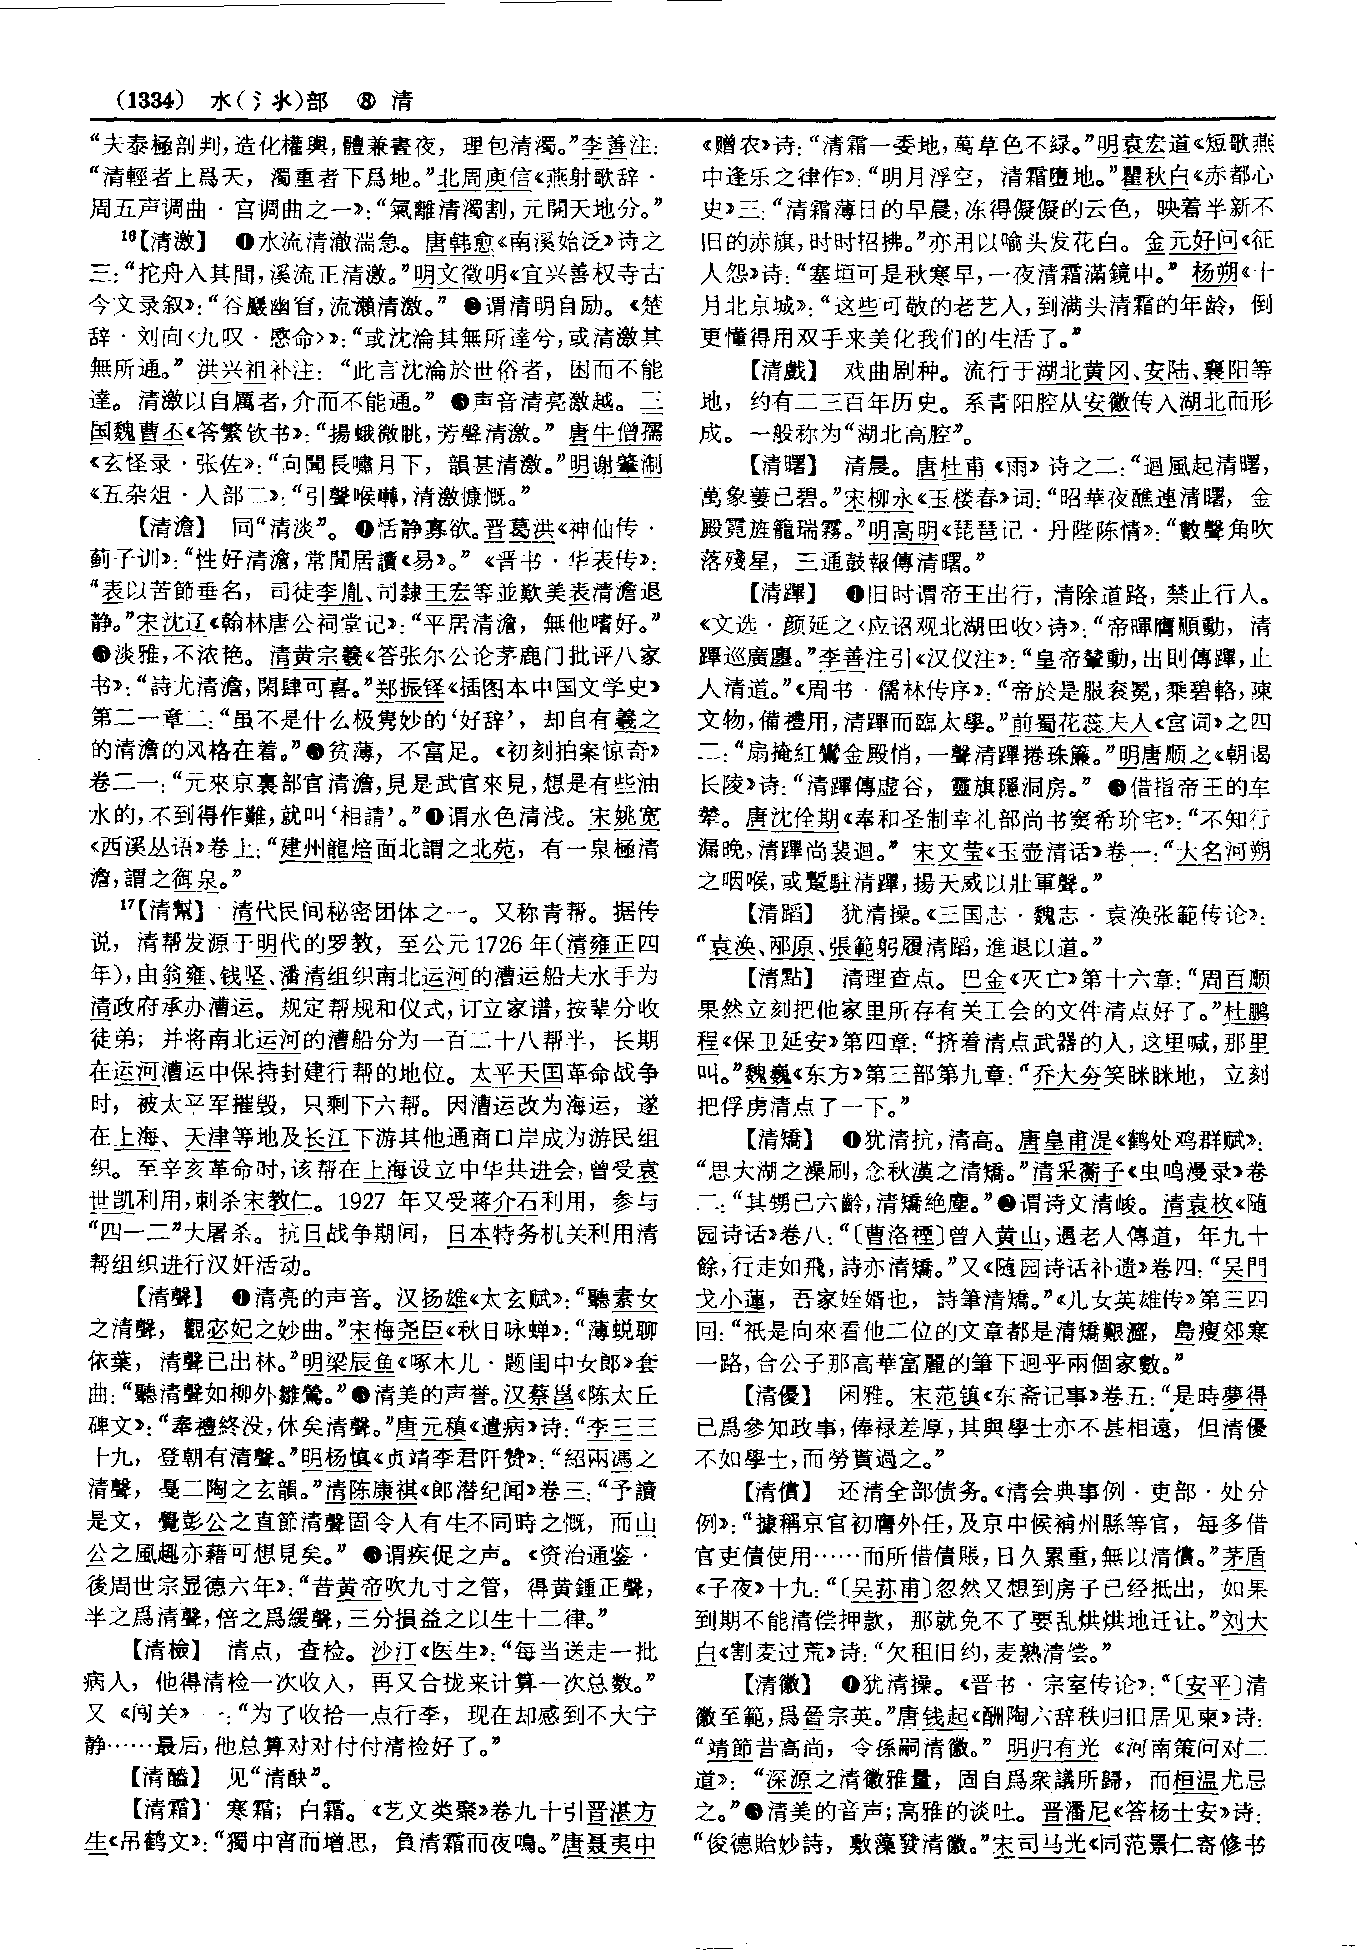 (1334) 水(氵氺)部 ⑧ 清
“夫泰極剖判,造化權輿,體兼晝夜, 理包清濁。”李善注:
“清輕者上爲天, 濁重者下爲地。”北周庾信《燕射歌辞·
周五声调曲·宫调曲之一》:“氣離清濁割,元開天地分。”
16【清激】 ❶水流清澈湍急。唐韩愈《南溪始泛》诗之
三:“拕舟入其間,溪流正清激。”明文徵明《宜兴善权寺古
今文录叙》:“谷巖幽窅,流瀨清激。” ❷谓清明自励。《楚
辞·刘向〈九叹·愍命〉》:“或沈淪其無所達兮,或清激其
無所通。” 洪兴祖补注: “此言沈淪於世俗者, 困而不能
達。清激以自厲者,介而不能通。” ❸声音清亮激越。三
国魏曹丕《答繁钦书》:“揚蛾微眺,芳聲清激。” 唐牛僧孺
《玄怪录·张佐》:“向聞長嘯月下, 韻甚清激。”明谢肇淛
《五杂俎·人部二》:“引聲喉囀,清激慷慨。”
【清澹】 同“清淡”。❶恬静寡欲。晋葛洪《神仙传·
蓟子训》:“性好清澹,常閒居讀《易》。” 《晋书·华表传》:
“表以苦節垂名, 司徒李胤、司隸王宏等並歎美表清澹退
静。”宋沈辽《翰林唐公祠堂记》:“平居清澹, 無他嗜好。”
❷淡雅,不浓艳。清黄宗羲《答张尔公论茅鹿门批评八家
书》:“詩尤清澹,閑肆可喜。”郑振铎《插图本中国文学史》
第二一章二:“虽不是什么极隽妙的‘好辞’, 却自有羲之
的清澹的风格在着。”❸贫薄, 不富足。《初刻拍案惊奇》
卷二一:“元來京裏部官清澹,見是武官來見,想是有些油
水的,不到得作難,就叫‘相請’。”❹谓水色清浅。宋姚宽
《西溪丛语》卷上:“建州龍焙面北謂之北苑, 有一泉極清
澹,謂之御泉。”
17【清幫】 清代民间秘密团体之一。又称青帮。据传
说, 清帮发源于明代的罗教, 至公元1726年(清雍正四
年),由翁雍、钱坚、潘清组织南北运河的漕运船夫水手为
清政府承办漕运。规定帮规和仪式,订立家谱,按辈分收
徒弟; 并将南北运河的漕船分为一百二十八帮半, 长期
在运河漕运中保持封建行帮的地位。太平天国革命战争
时, 被太平军摧毁, 只剩下六帮。因漕运改为海运, 遂
在上海、天津等地及长江下游其他通商口岸成为游民组
织。至辛亥革命时,该帮在上海设立中华共进会,曾受袁
世凯利用,刺杀宋教仁。1927 年又受蒋介石利用, 参与
“四一二”大屠杀。抗日战争期间, 日本特务机关利用清
帮组织进行汉奸活动。
【清聲】 ❶清亮的声音。汉扬雄《太玄赋》:“聽素女
之清聲, 觀宓妃之妙曲。”宋梅尧臣《秋日咏蝉》:“薄蜕聊
依葉, 清聲已出林。”明梁辰鱼《啄木儿·题闺中女郎》套
曲:“聽清聲如柳外雛鶯。”❷清美的声誉。汉蔡邕《陈太丘
碑文》:“奉禮終没,休矣清聲。”唐元稹《遣病》诗:“李三三
十九, 登朝有清聲。”明杨慎《贞靖李君阡赞》:“紹兩馮之
清聲, 戞二陶之玄韻。”清陈康祺《郎潜纪闻》卷三:“予讀
是文, 覺彭公之直節清聲固令人有生不同時之慨, 而山
公之風趣亦藉可想見矣。” ❸谓疾促之声。《资治通鉴·
後周世宗显德六年》:“昔黄帝吹九寸之管, 得黄鍾正聲,
半之爲清聲,倍之爲緩聲,三分損益之以生十二律。”
【清檢】 清点, 查检。沙汀《医生》:“每当送走一批
病人, 他得清检一次收入, 再又合拢来计算一次总数。”
又《闯关》一:“为了收拾一点行李, 现在却感到不大宁
静……最后,他总算对对付付清检好了。”
【清醯】 见“清𨠑”。
【清霜】 寒霜; 白霜。《艺文类聚》卷九十引晋湛方
生《吊鹤文》:“獨中宵而增思, 負清霜而夜鳴。”唐聂夷中
《赠农》诗:“清霜一委地,萬草色不緑。”明袁宏道《短歌燕
中逢乐之律作》:“明月浮空, 清霜墮地。”瞿秋白《赤都心
史》三:“清霜薄日的早晨,冻得儗儗的云色, 映着半新不
旧的赤旗,时时招拂。”亦用以喻头发花白。 金元好问《征
人怨》诗:“塞垣可是秋寒早,一夜清霜滿鏡中。” 杨朔《十
月北京城》:“这些可敬的老艺人,到满头清霜的年龄, 倒
更懂得用双手来美化我们的生活了。”
【清戲】 戏曲剧种。流行于湖北黄冈、安陆、襄阳等
地, 约有二三百年历史。系青阳腔从安徽传入湖北而形
成。一般称为“湖北高腔”。
【清曙】 清晨。唐杜甫《雨》诗之二:“迴風起清曙,
萬象萋已碧。”宋柳永《玉楼春》词:“昭華夜醮連清曙, 金
殿霓旌籠瑞霧。”明高明《琵琶记·丹陛陈情》:“數聲角吹
落殘星, 三通鼓報傳清曙。”
【清蹕】 ❶旧时谓帝王出行, 清除道路, 禁止行人。
《文选·颜延之〈应诏观北湖田收〉诗》:“帝暉膺順動, 清
蹕巡廣廛。”李善注引《汉仪注》:“皇帝輦動,出則傳蹕,止
人清道。”《周书·儒林传序》:“帝於是服衮冕,乘碧輅,陳
文物,備禮用,清蹕而臨太學。”前蜀花蕊夫人《宫词》之四
二:“扇掩紅鸞金殿悄,一聲清蹕捲珠簾。”明唐顺之《朝谒
长陵》诗:“清蹕傳虚谷, 靈旗隱洞房。” ❷借指帝王的车
辇。唐沈佺期《奉和圣制幸礼部尚书窦希玠宅》:“不知行
漏晚,清蹕尚裴迴。” 宋文莹《玉壶清话》卷一:“大名河朔
之咽喉,或蹔駐清蹕,揚天威以壯軍聲。”
【清蹈】 犹清操。《三国志·魏志·袁涣张範传论》:
“袁渙、邴原、張範躬履清蹈,進退以道。”
【清點】 清理查点。巴金《灭亡》第十六章:“周百顺
果然立刻把他家里所存有关工会的文件清点好了。”杜鹏
程《保卫延安》第四章:“挤着清点武器的人,这里喊,那里
叫。”魏巍《东方》第三部第九章:“乔大夯笑眯眯地, 立刻
把俘虏清点了一下。”
【清矯】 ❶犹清抗,清高。唐皇甫湜《鹤处鸡群赋》:
“思大湖之澡刷,念秋漢之清矯。”清采蘅子《虫鸣漫录》卷
二:“其甥已六齡,清矯絶塵。”❷谓诗文清峻。清袁枚《随
园诗话》卷八:“〔曹洛禋〕曾入黄山,遇老人傳道, 年九十
餘,行走如飛,詩亦清矯。”又《随园诗话补遗》卷四:“吴門
戈小蓮, 吾家姪婿也, 詩筆清矯。”《儿女英雄传》第三四
回:“祇是向來看他二位的文章都是清矯艱澀, 島瘦郊寒
一路,合公子那高華富麗的筆下迥乎兩個家數。”
【清優】 闲雅。宋范镇《东斋记事》卷五:“是時夢得
已爲參知政事,俸禄差厚,其與學士亦不甚相遠, 但清優
不如學士,而勞責過之。”
【清償】 还清全部债务。《清会典事例·吏部·处分
例》:“據稱京官初膺外任,及京中候補州縣等官, 每多借
官吏債使用……而所借債賬,日久累重,無以清償。”茅盾
《子夜》十九:“〔吴荪甫〕忽然又想到房子已经抵出, 如果
到期不能清偿押款, 那就免不了要乱烘烘地迁让。”刘大
白《割麦过荒》诗:“欠租旧约,麦熟清尝。”
【清徽】 ❶犹清操。《晋书·宗室传论》:“〔安平〕清
徽至範,爲晉宗英。”唐钱起《酬陶六辞秩归旧居见柬》诗:
“靖節昔高尚, 令孫嗣清徽。” 明归有光《河南策问对二
道》: “深源之清徽雅量, 固自爲衆議所歸, 而桓温尤忌
之。”❷清美的音声;高雅的谈吐。 晋潘尼《答杨士安》诗:
“俊德貽妙詩, 敷藻發清徽。”宋司马光《同范景仁寄修书